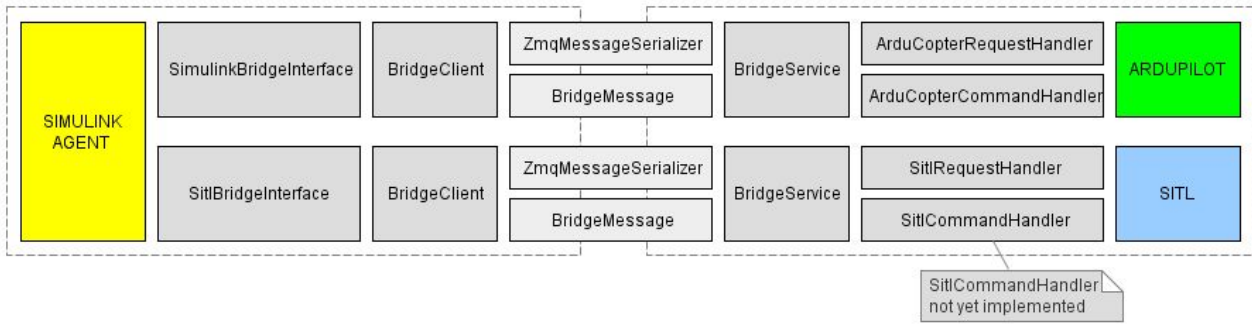 SIMULINK
AGENT
SimulinkBridgeInterface
BridgeClient
ZmqMessageSerializer
BridgeMessage
BridgeService
ArduCopterRequestHandler
ArduCopterCommandHandler
ARDUPILOT
SitlBridgeInterface
BridgeClient
ZmqMessageSerializer
BridgeMessage
BridgeService
SitlRequestHandler
SitlCommandHandler
SITL
SitlCommandHandler
not yet implemented